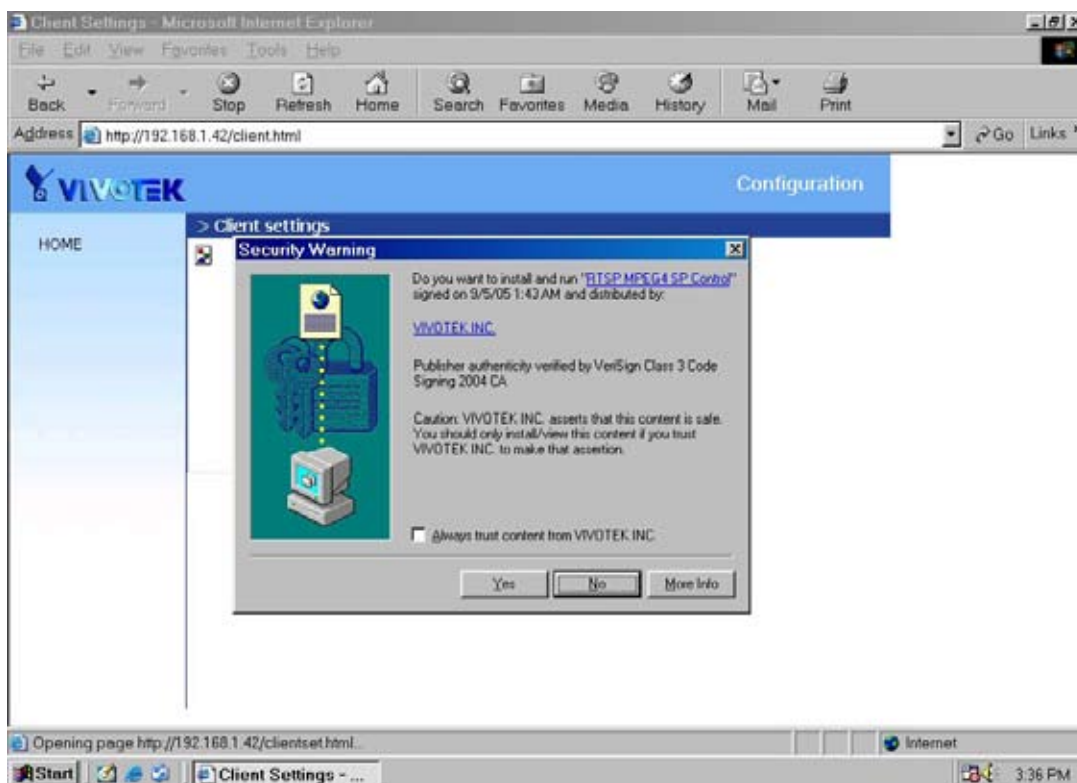 Client Settings - Microsoft Internet Explorer
File Edit View Favorites Tools Help
Back Forward Stop Refresh Home Search Favorites Media History Mail Print
Address http://192.168.1.42/client.html Go Links
VIVOTEK Configuration
HOME
> Client settings
Security Warning
Do you want to install and run "RTSP MPEG4 SP Control"
signed on 9/5/05 1:43 AM and distributed by:
VIVOTEK INC.
Publisher authenticity verified by VeriSign Class 3 Code
Signing 2004 CA
Caution: VIVOTEK INC. asserts that this content is safe.
You should only install/view this content if you trust
VIVOTEK INC. to make that assertion.
Always trust content from VIVOTEK INC.
Yes No More Info
Opening page http://192.168.1.42/clientset.html... Internet
Start Client Settings - ... 3:36 PM